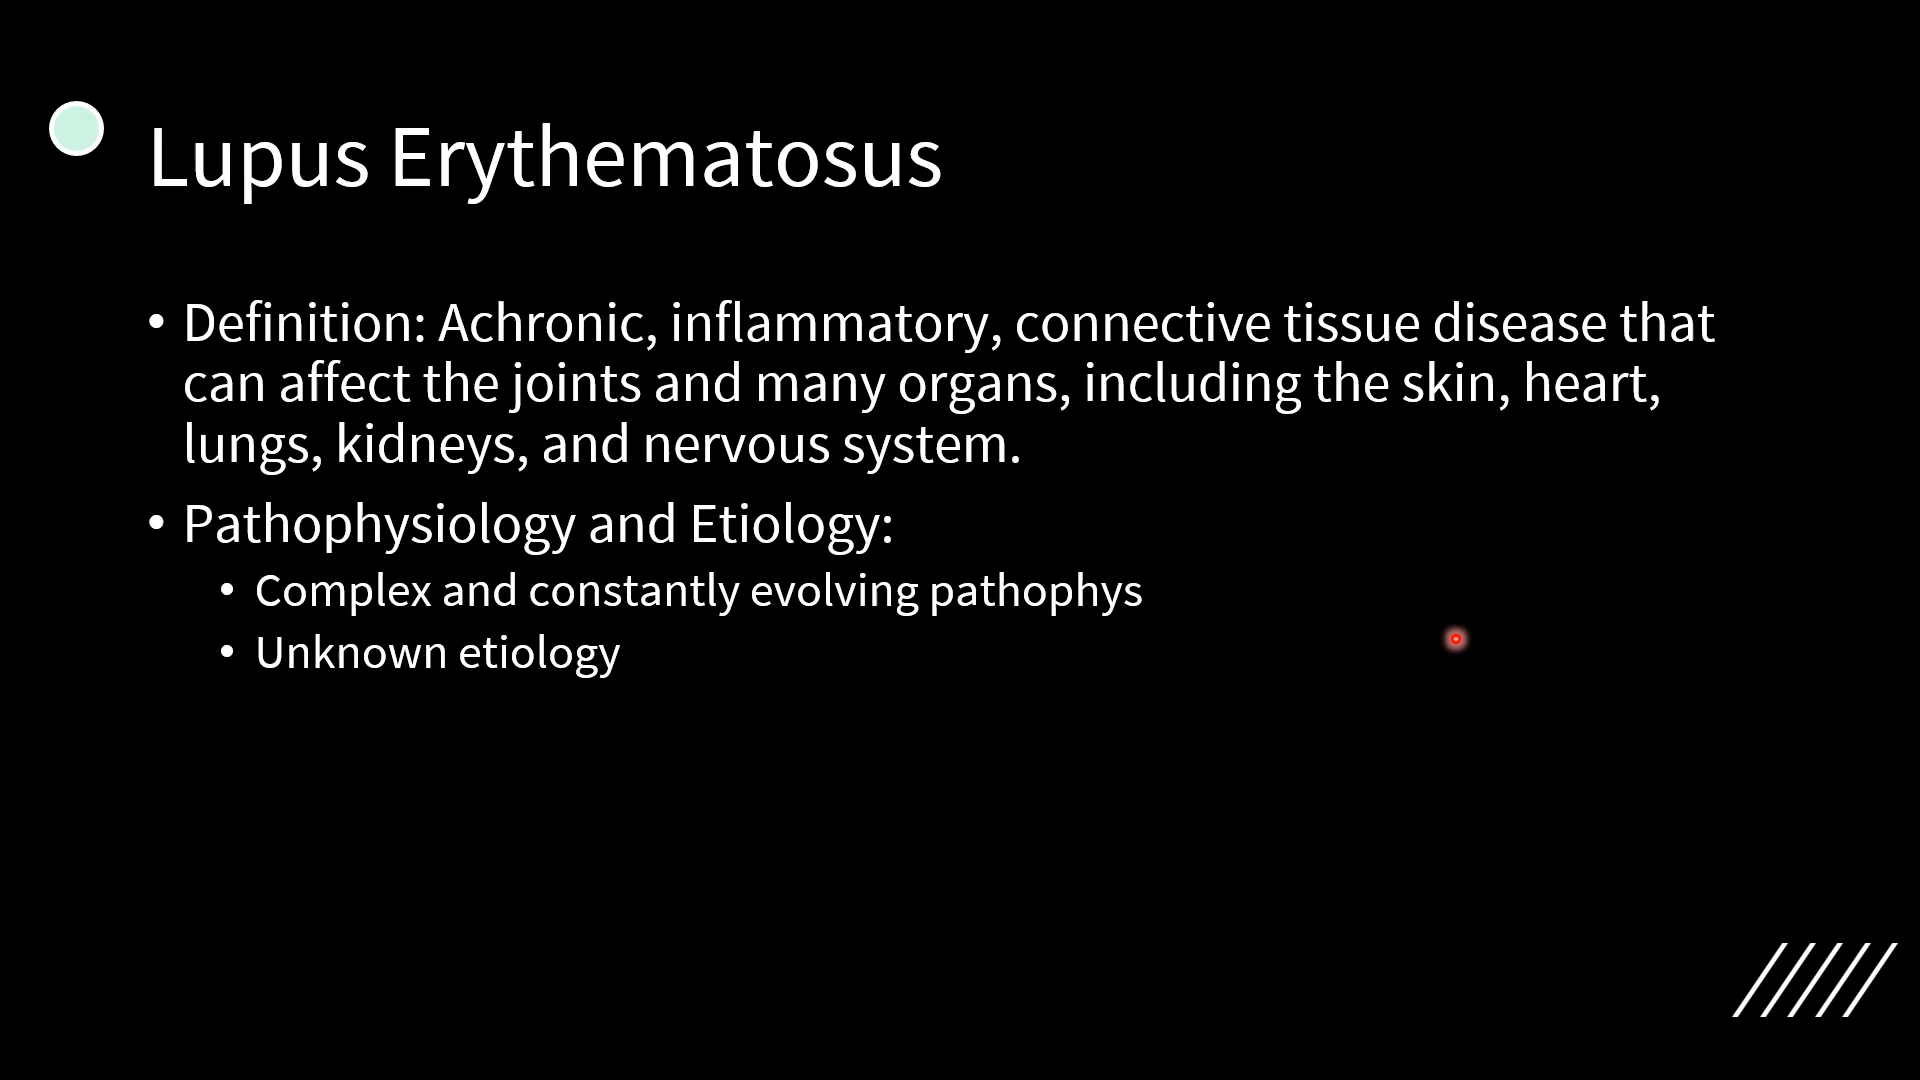 Lupus Erythematosus
• Definition: Achronic, inflammatory, connective tissue disease that
can affect the joints and many organs, including the skin, heart,
lungs, kidneys, and nervous system.
• Pathophysiology and Etiology:
• Complex and constantly evolving pathophys
• Unknown etiology